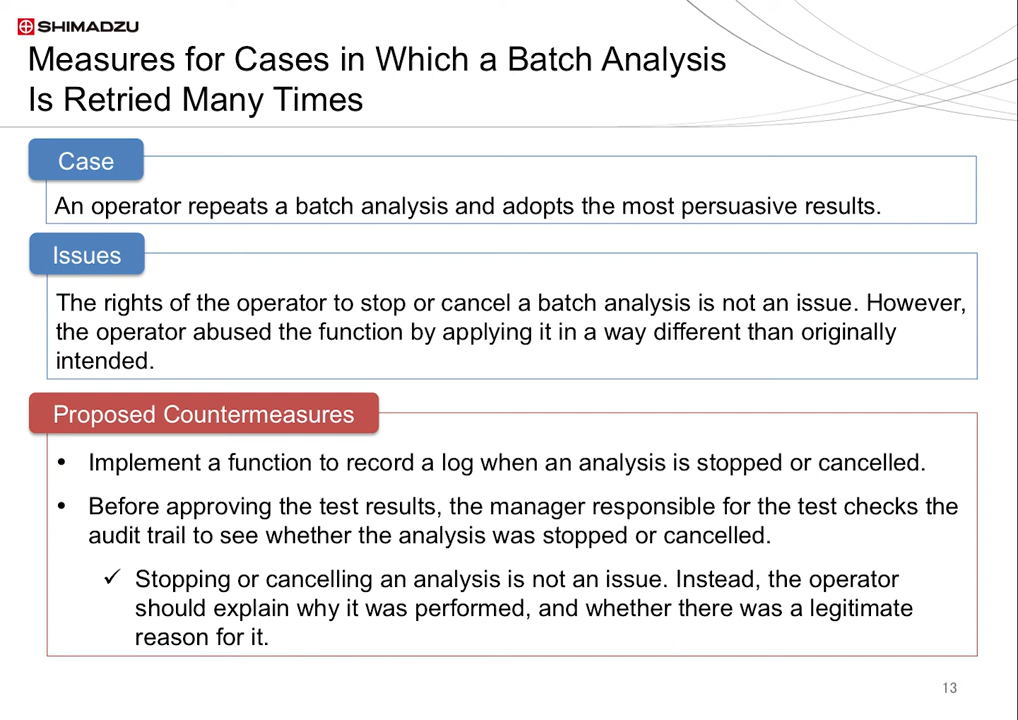 SHIMADZU
Measures for Cases in Which a Batch Analysis
Is Retried Many Times
Case
An operator repeats a batch analysis and adopts the most persuasive results.
Issues
The rights of the operator to stop or cancel a batch analysis is not an issue. However,
the operator abused the function by applying it in a way different than originally
intended.
Proposed Countermeasures
• Implement a function to record a log when an analysis is stopped or cancelled.
• Before approving the test results, the manager responsible for the test checks the
audit trail to see whether the analysis was stopped or cancelled.
✓ Stopping or cancelling an analysis is not an issue. Instead, the operator
should explain why it was performed, and whether there was a legitimate
reason for it.
13